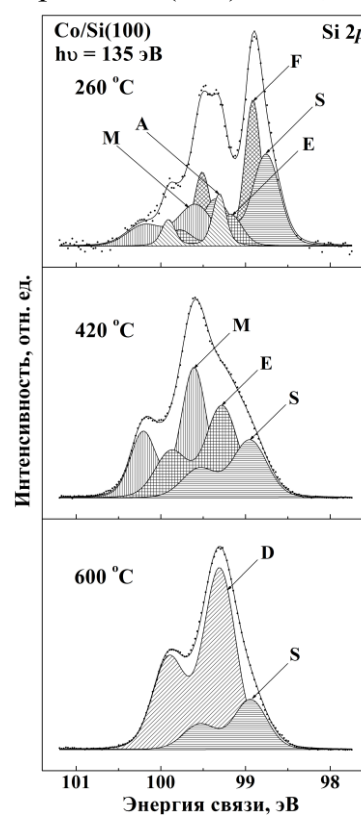 Co/Si(100)
Si 2p
hυ = 135 эВ
260 °C
F
A
S
M
E
Интенсивность, отн. ед.
420 °C
M
E
S
600 °C
D
S
101 100 99 98
Энергия связи, эВ